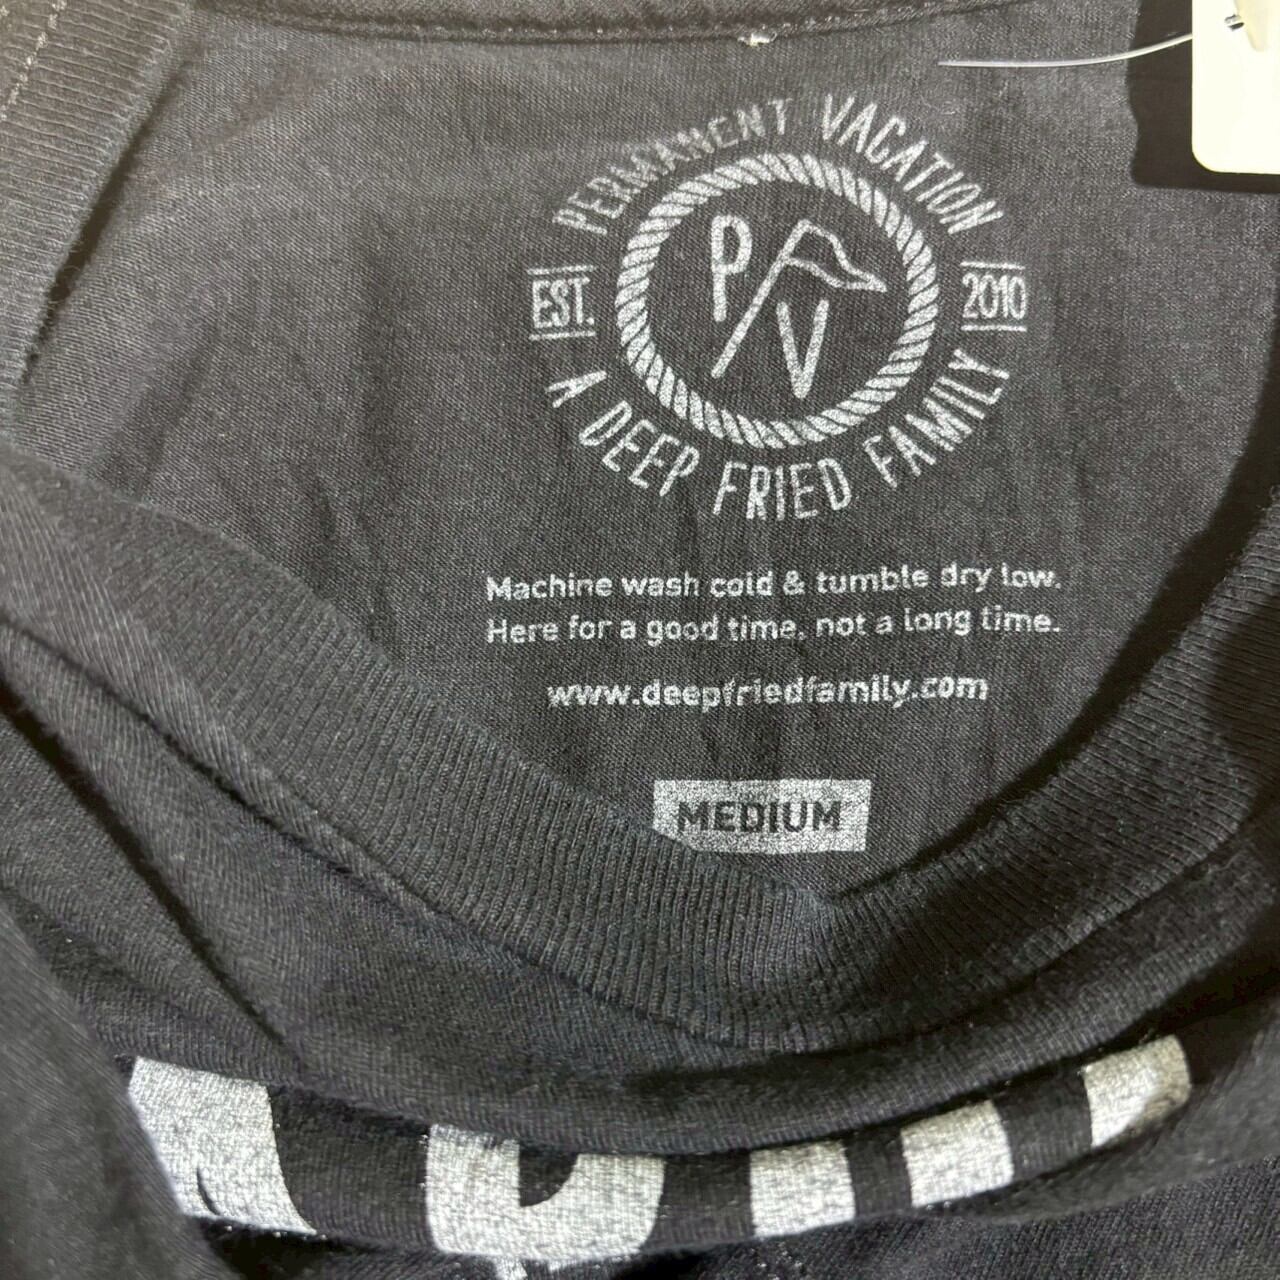 PERMANENT VACATION
P V
EST. 2010
A DEEP FRIED FAMILY
Machine wash cold & tumble dry low.
Here for a good time, not a long time.
www.deepfriedfamily.com
MEDIUM